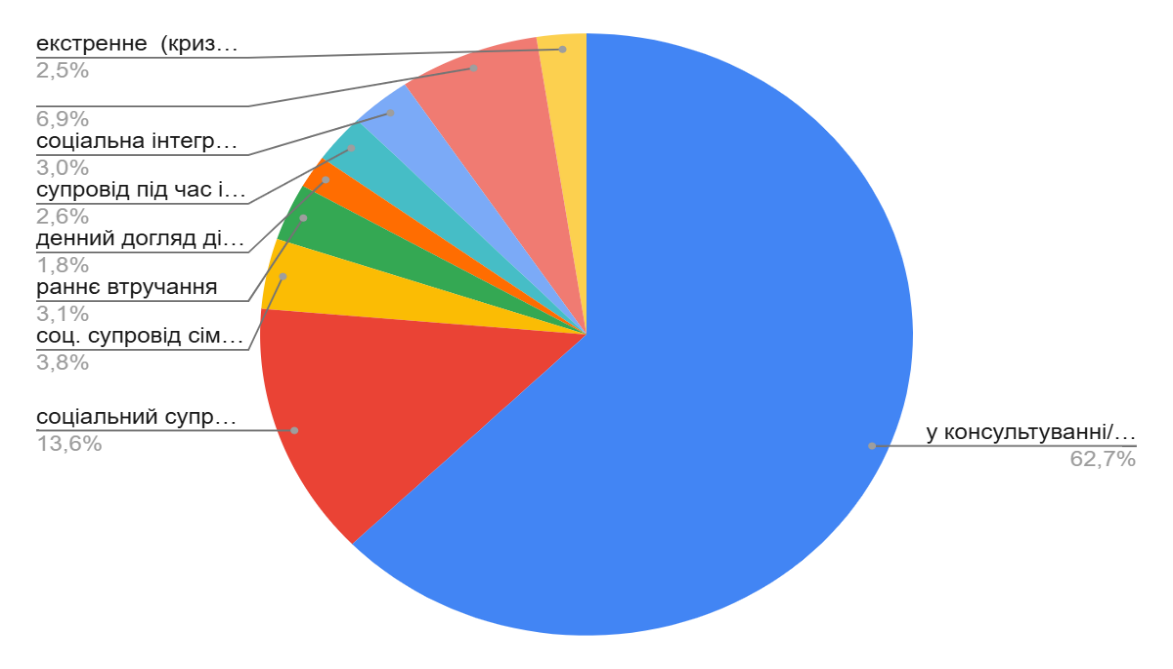 екстренне  (криз…
2,5%
6,9%
соціальна інтегр…
3,0%
супровід під час і…
2,6%
денний догляд ді…
1,8%
раннє втручання
3,1%
соц. супровід сім…
3,8%
соціальний супр…
13,6%
у консультуванні/…
62,7%